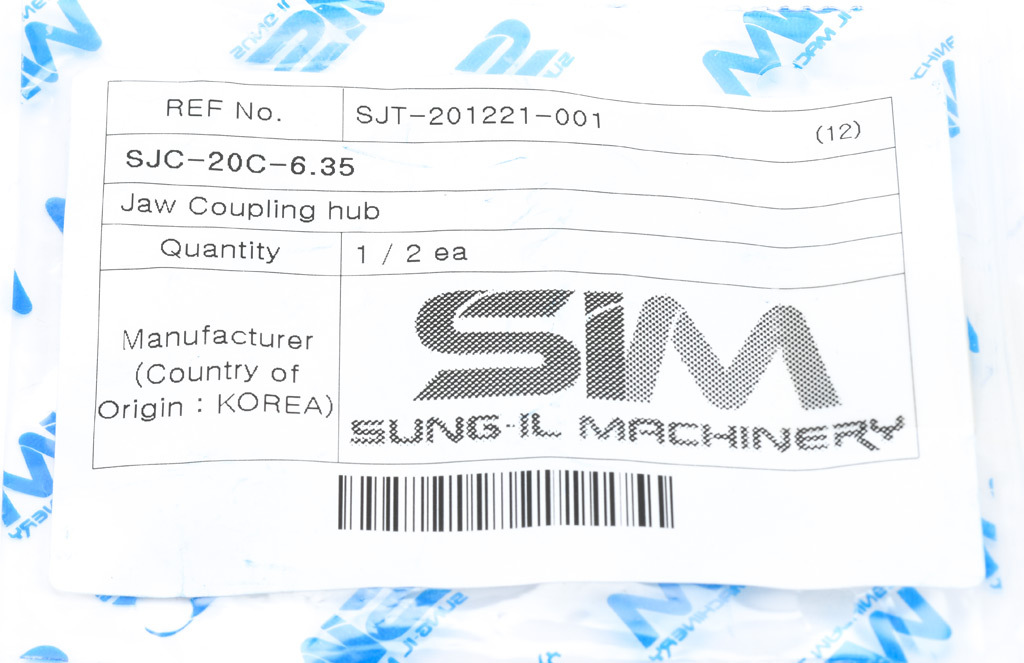 REF No. SJT-201221-001 (12)
SJC-20C-6.35
Jaw Coupling hub
Quantity 1 / 2 ea
Manufacturer
(Country of
Origin : KOREA)
SIM
SUNG-IL MACHINERY